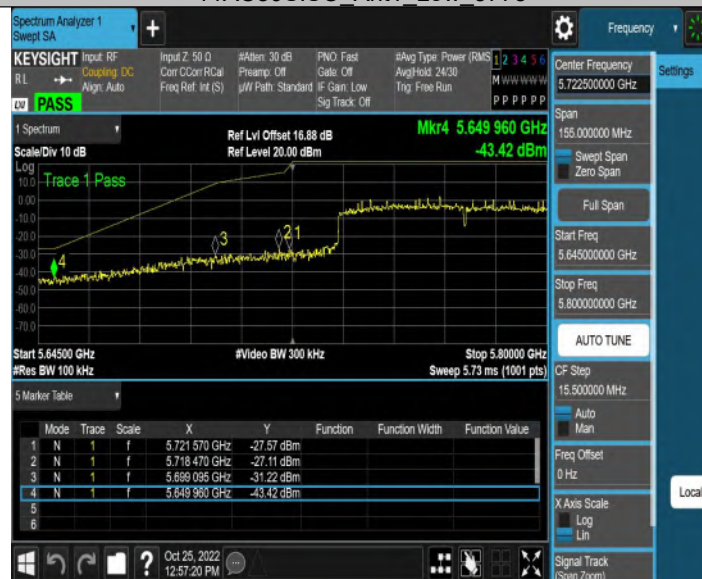 Spectrum Analyzer 1
Swept SA
+
Frequency
KEYSIGHT
Input: RF
Coupling: DC
Align: Auto
R L
LXI
PASS
Input Z: 50 Ω
Corr CCorr RCal
Freq Ref: Int (S)
#Atten: 30 dB
Preamp: Off
µW Path: Standard
PNO: Fast
Gate: Off
IF Gain: Low
Sig Track: Off
#Avg Type: Power (RMS
Avg|Hold: 24/30
Trig: Free Run
1 2 3 4 5 6
M W W W W W
P P P P P P
1 Spectrum
Scale/Div 10 dB
Ref Lvl Offset 16.88 dB
Ref Level 20.00 dBm
Mkr4 5.649 960 GHz
-43.42 dBm
Log
Trace 1 Pass
10.0
0.00
-10.0
-20.0
-30.0
-40.0
-50.0
-60.0
-70.0
4
3
2
1
Start 5.64500 GHz
#Res BW 100 kHz
#Video BW 300 kHz
Stop 5.80000 GHz
Sweep 5.73 ms (1001 pts)
5 Marker Table
Mode Trace Scale X Y Function Function Width Function Value
1 N 1 f 5.721 570 GHz -27.57 dBm
2 N 1 f 5.718 470 GHz -27.11 dBm
3 N 1 f 5.699 095 GHz -31.22 dBm
4 N 1 f 5.649 960 GHz -43.42 dBm
5
6
?
Oct 25, 2022
12:57:20 PM
Center Frequency
5.722500000 GHz
Settings
Span
155.000000 MHz
Swept Span
Zero Span
Full Span
Start Freq
5.645000000 GHz
Stop Freq
5.800000000 GHz
AUTO TUNE
CF Step
15.500000 MHz
Auto
Man
Freq Offset
0 Hz
X Axis Scale
Log
Lin
Local
Signal Track
(Span Zoom)